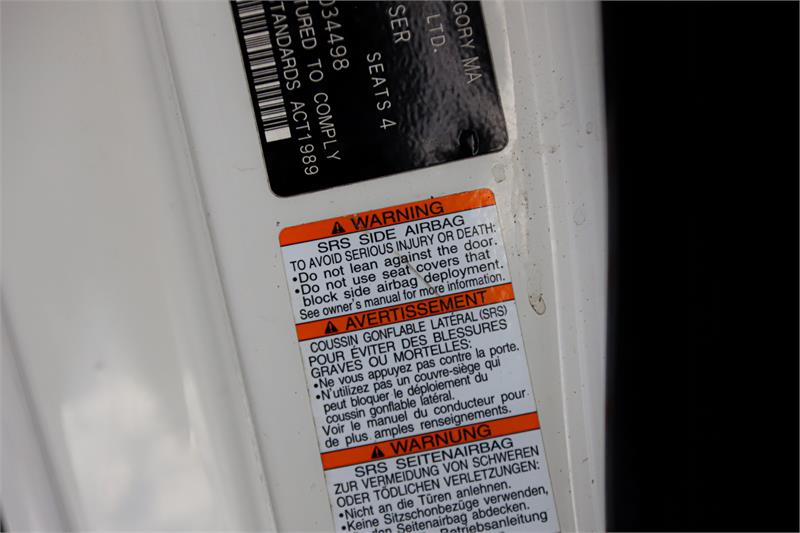 GORY MA
LTD.
SER
SEATS 4
034498
TURED TO COMPLY
TANDARDS ACT1989
WARNING
SRS SIDE AIRBAG
TO AVOID SERIOUS INJURY OR DEATH:
•Do not lean against the door.
•Do not use seat covers that
block side airbag deployment.
See owner's manual for more information.
AVERTISSEMENT
COUSSIN GONFLABLE LATÉRAL (SRS)
POUR ÉVITER DES BLESSURES
GRAVES OU MORTELLES:
•Ne vous appuyez pas contre la porte.
•N'utilizez pas un couvre-siège qui
peut bloquer le déploiement du
coussin gonflable latéral.
Voir le manuel du conducteur pour
de plus amples renseignements.
WARNUNG
SRS SEITENAIRBAG
ZUR VERMEIDUNG VON SCHWEREN
ODER TÖDLICHEN VERLETZUNGEN:
•Nicht an die Türen anlehnen.
•Keine Sitzschonbezüge verwenden,
den Seitenairbag abdecken.
Betriebsanleitung